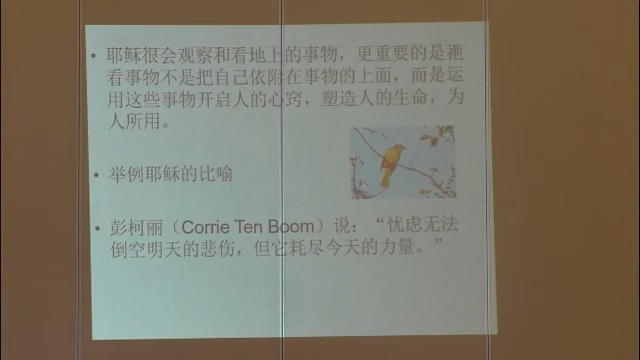 • 耶稣很会观察和看地上的事物，更重要的是祂
看事物不是把自己依附在事物的上面，而是运
用这些事物开启人的心窍，塑造人的生命，为
人所用。
• 举例耶稣的比喻
• 彭柯丽（Corrie Ten Boom）说：“忧虑无法
倒空明天的悲伤，但它耗尽今天的力量。”